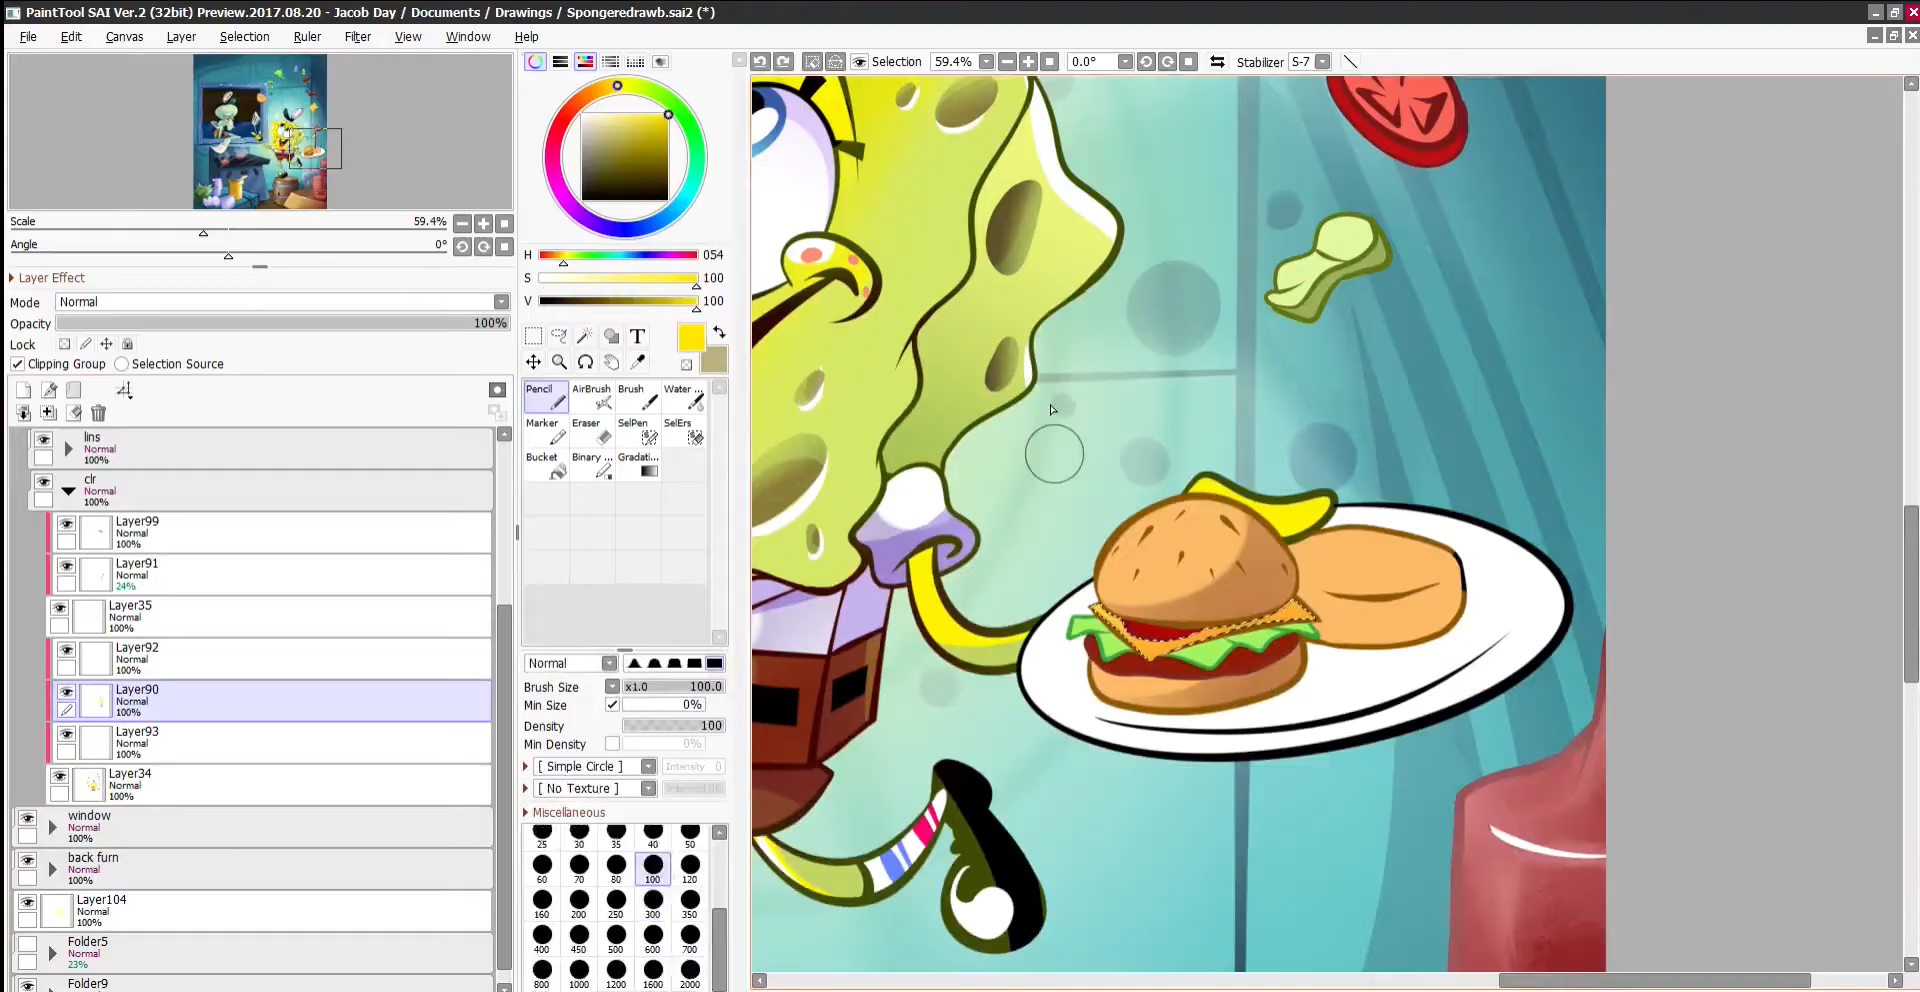 PaintTool SAI Ver.2 (32bit) Preview.2017.08.20 - Jacob Day / Documents / Drawings / Spongeredrawb.sai2 (*)
File Edit Canvas Layer Selection Ruler Filter View Window Help
Selection 59.4% 0.0° Stabilizer S-7
Scale 59.4%
Angle 0°
Layer Effect
Mode Normal
Opacity 100%
Lock
Clipping Group Selection Source
lins
Normal
100%
clr
Normal
100%
Layer99
Normal
100%
Layer91
Normal
24%
Layer35
Normal
100%
Layer92
Normal
100%
Layer90
Normal
100%
Layer93
Normal
100%
Layer34
Normal
100%
window
Normal
100%
back furn
Normal
100%
Layer104
Normal
100%
Folder5
Normal
23%
Folder9
H 054
S 100
V 100
T
Pencil AirBrush Brush Water ...
Marker Eraser SelPen SelErs
Bucket Binary ... Gradati...
Normal
Brush Size x1.0 100.0
Min Size 0%
Density 100
Min Density 0%
[ Simple Circle ] Intensity 0
[ No Texture ]
Miscellaneous
25 30 35 40 50
60 70 80 100 120
160 200 250 300 350
400 450 500 600 700
800 1000 1200 1600 2000